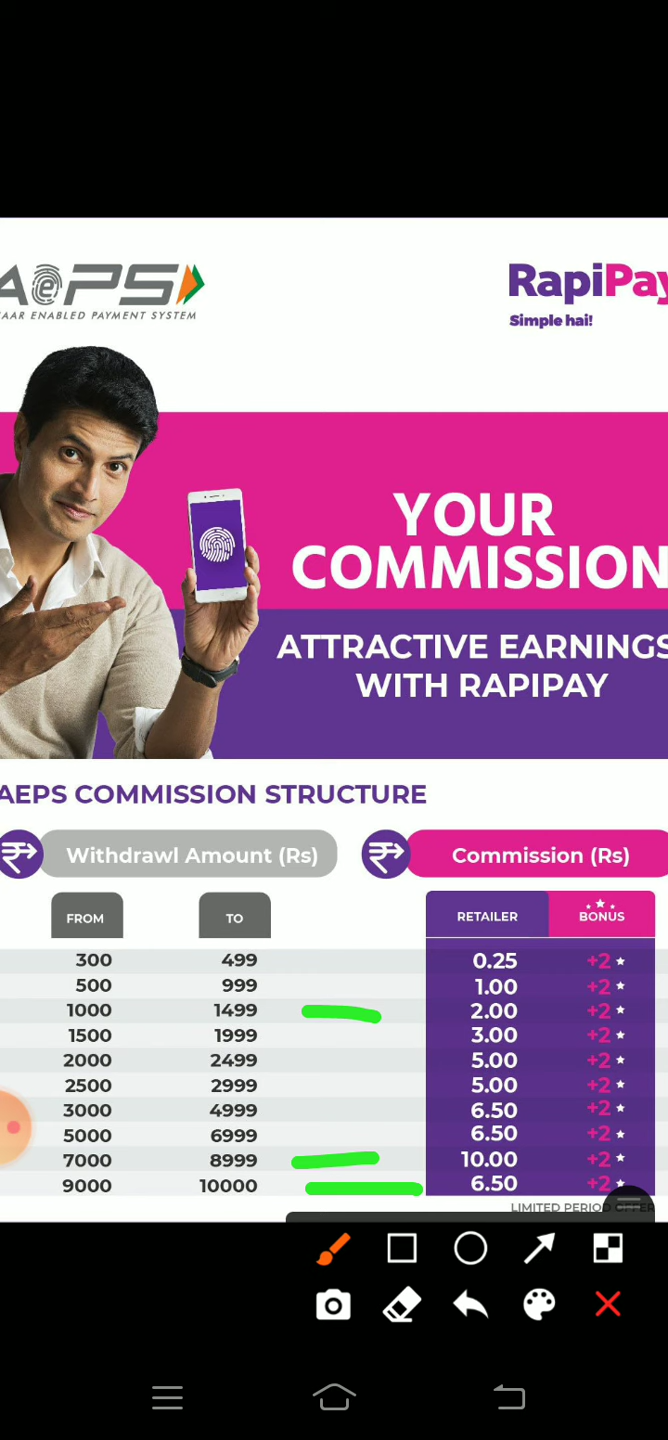 AePS
AAR ENABLED PAYMENT SYSTEM
RapiPay
Simple hai!
YOUR
COMMISSION
ATTRACTIVE EARNINGS
WITH RAPIPAY
AEPS COMMISSION STRUCTURE
Withdrawl Amount (Rs) Commission (Rs)
FROM TO RETAILER BONUS
300 499 0.25 +2
500 999 1.00 +2
1000 1499 2.00 +2
1500 1999 3.00 +2
2000 2499 5.00 +2
2500 2999 5.00 +2
3000 4999 6.50 +2
5000 6999 6.50 +2
7000 8999 10.00 +2
9000 10000 6.50 +2
LIMITED PERIOD OFFER